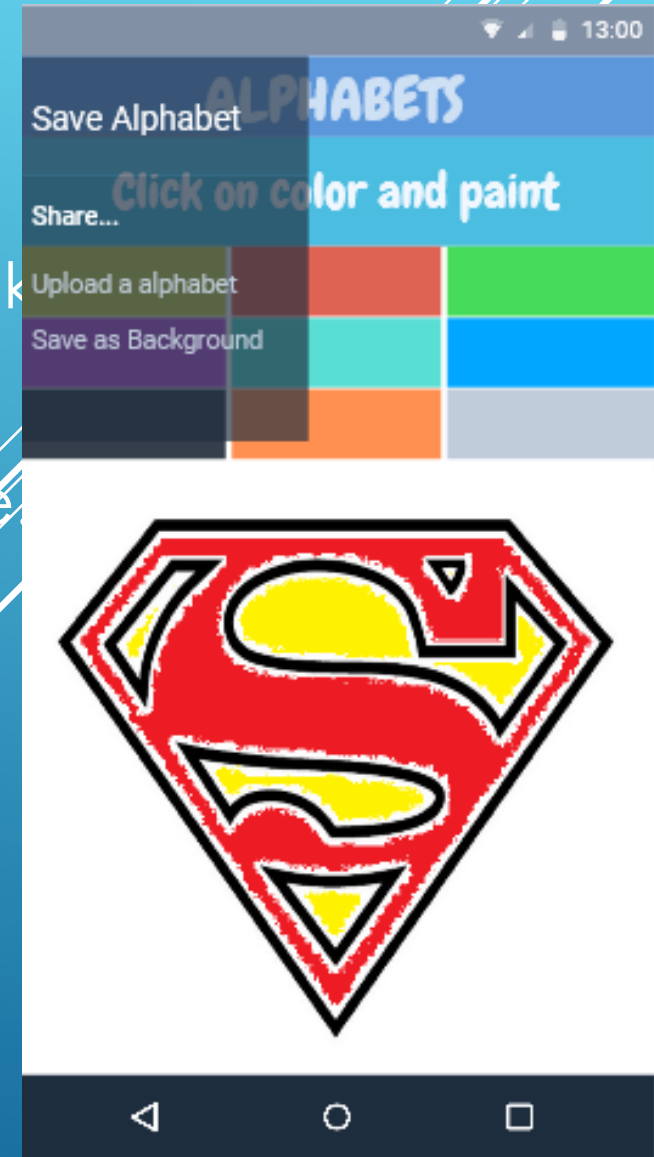 13:00
ALPHABETS
Save Alphabet
Click on color and paint
Share...
Upload a alphabet
Save as Background
S